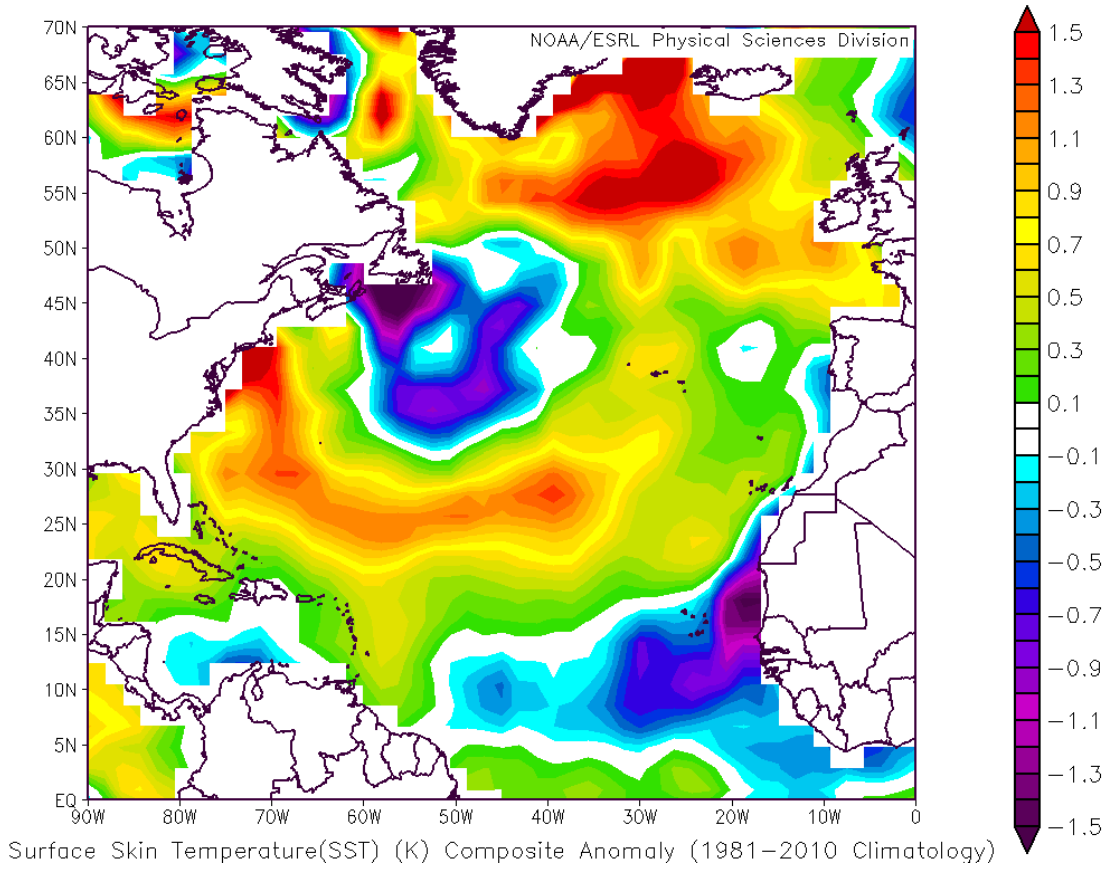 NOAA/ESRL Physical Sciences Division
70N
65N
60N
55N
50N
45N
40N
35N
30N
25N
20N
15N
10N
5N
EQ
90W 80W 70W 60W 50W 40W 30W 20W 10W 0
1.5
1.3
1.1
0.9
0.7
0.5
0.3
0.1
-0.1
-0.3
-0.5
-0.7
-0.9
-1.1
-1.3
-1.5
Surface Skin Temperature(SST) (K) Composite Anomaly (1981-2010 Climatology)